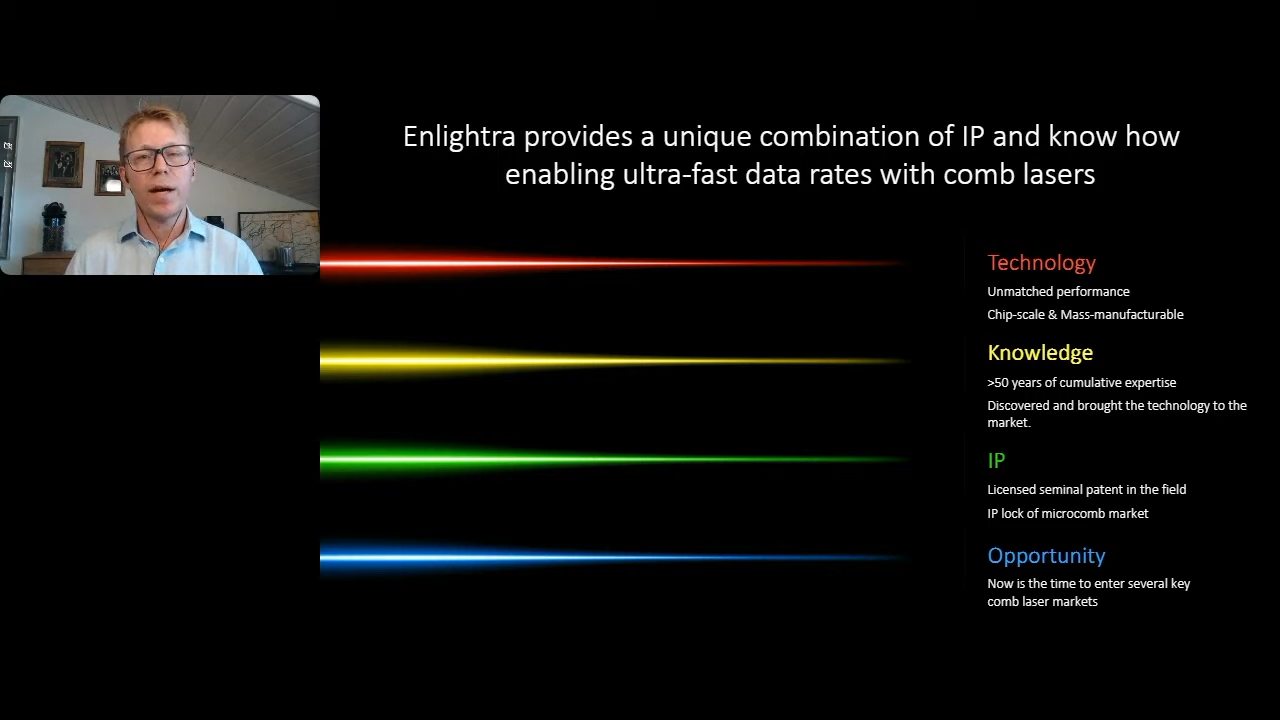 Enlightra provides a unique combination of IP and know how
enabling ultra-fast data rates with comb lasers
Technology
Unmatched performance
Chip-scale & Mass-manufacturable
Knowledge
>50 years of cumulative expertise
Discovered and brought the technology to the
market.
IP
Licensed seminal patent in the field
IP lock of microcomb market
Opportunity
Now is the time to enter several key
comb laser markets